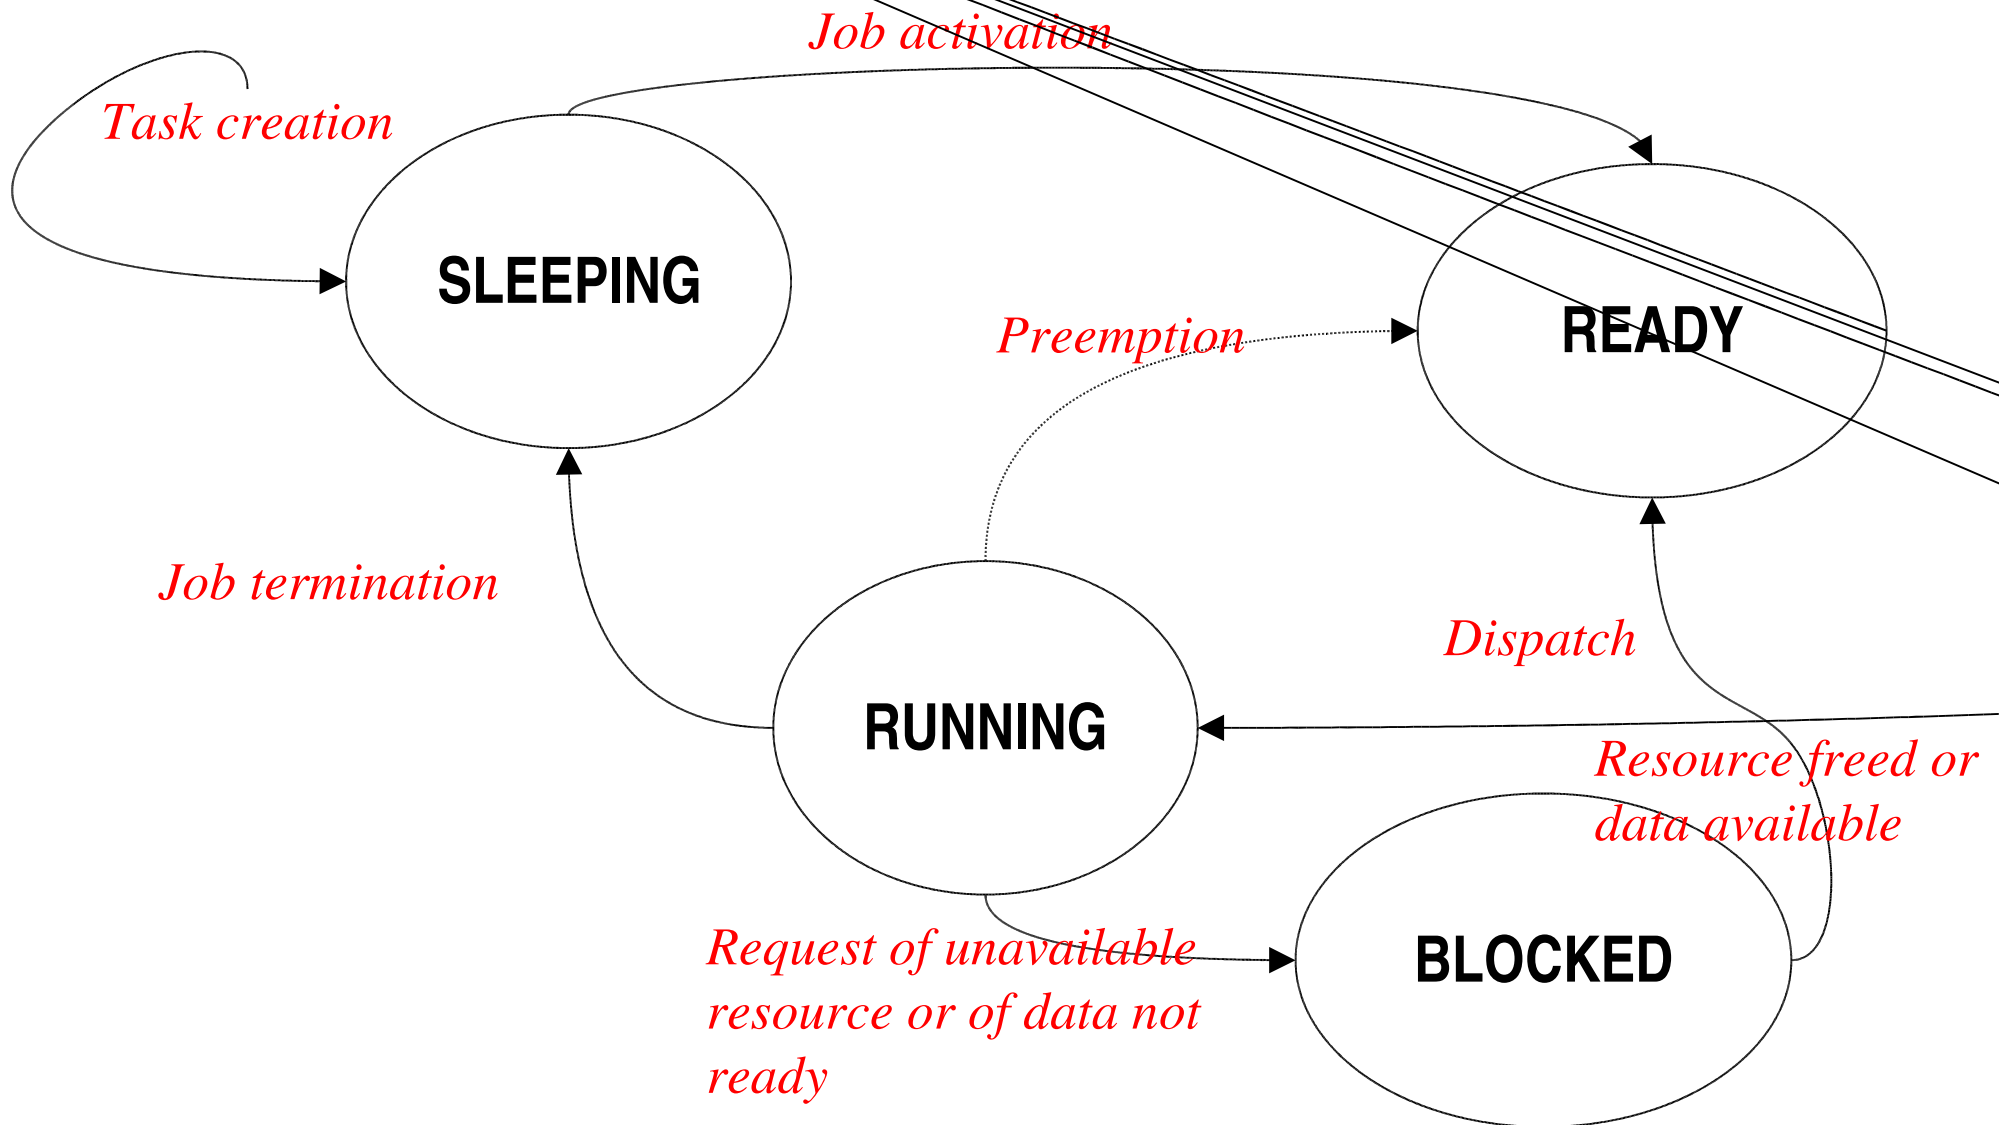 Job activation
Task creation
SLEEPING
READY
Preemption
Job termination
Dispatch
RUNNING
Resource freed or
data available
BLOCKED
Request of unavailable
resource or of data not
ready